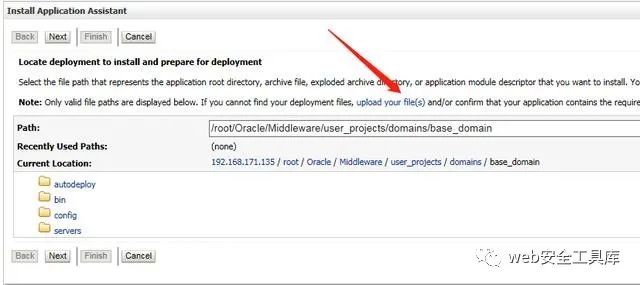 Install Application Assistant
Back Next Finish Cancel
Locate deployment to install and prepare for deployment
Select the file path that represents the application root directory, archive file, exploded archive directory, or application module descriptor that you want to install. Yo
Note: Only valid file paths are displayed below. If you cannot find your deployment files, upload your file(s) and/or confirm that your application contains the require
Path: /root/Oracle/Middleware/user_projects/domains/base_domain
Recently Used Paths: (none)
Current Location: 192.168.171.135 / root / Oracle / Middleware / user_projects / domains / base_domain
autodeploy
bin
config
servers
Back Next Finish Cancel
web安全工具库